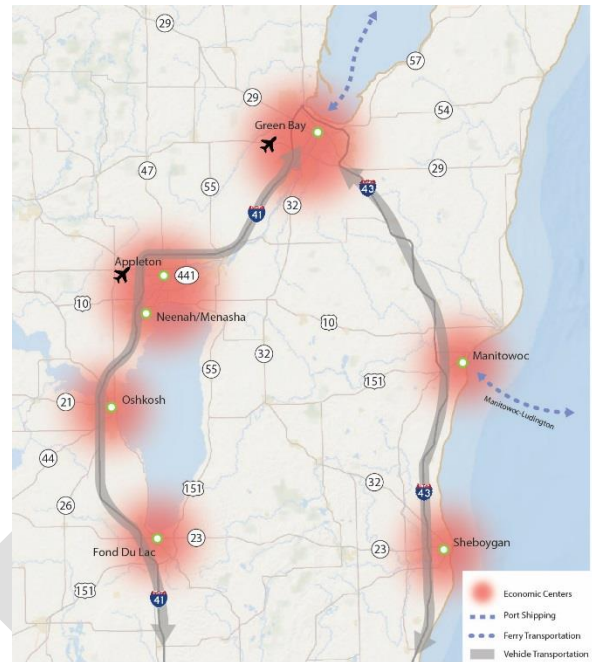 29
57
29
54
Green Bay
29
47
55
32
41
43
Appleton
441
10
Neenah/Menasha
10
32
Manitowoc
55
151
21
Oshkosh
Manitowoc-Ludington
44
151
32
43
26
23
23
Sheboygan
Fond Du Lac
151
41
Economic Centers
Port Shipping
Ferry Transportation
Vehicle Transportation